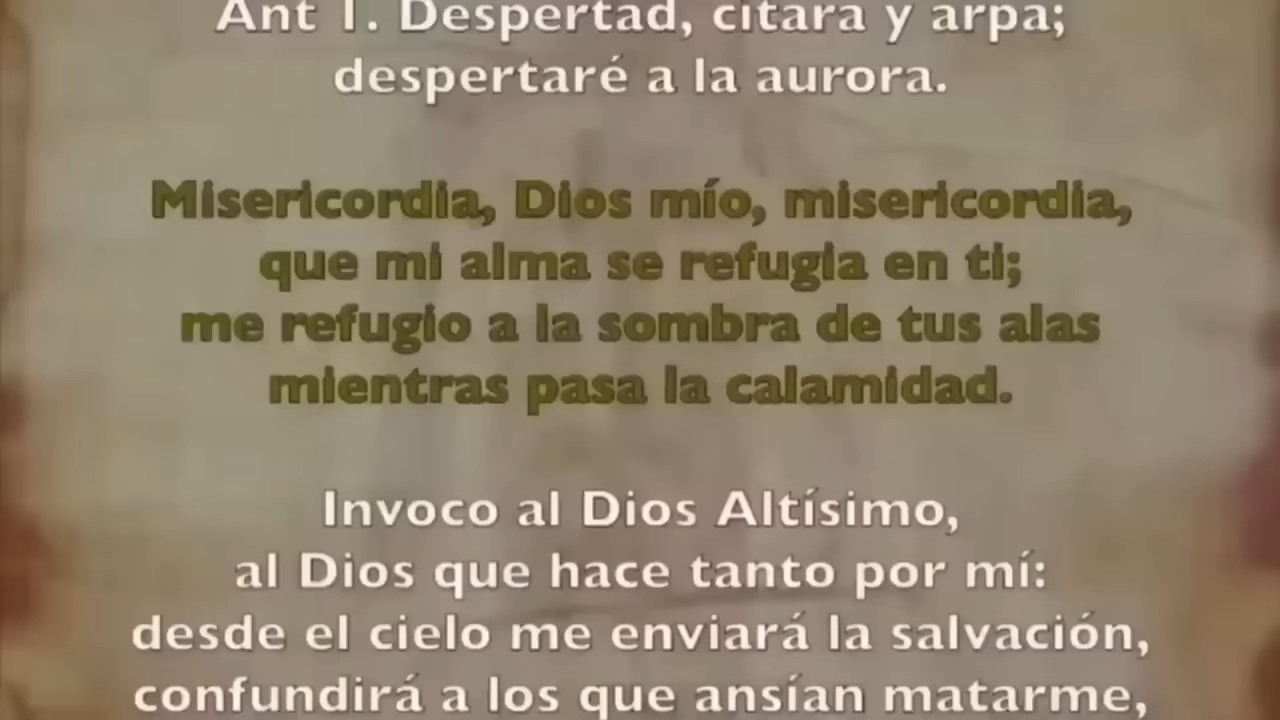 Ant 1. Despertad, cítara y arpa;
despertaré a la aurora.
Misericordia, Dios mío, misericordia,
que mi alma se refugia en ti;
me refugio a la sombra de tus alas
mientras pasa la calamidad.
Invoco al Dios Altísimo,
al Dios que hace tanto por mí:
desde el cielo me enviará la salvación,
confundirá a los que ansían matarme,